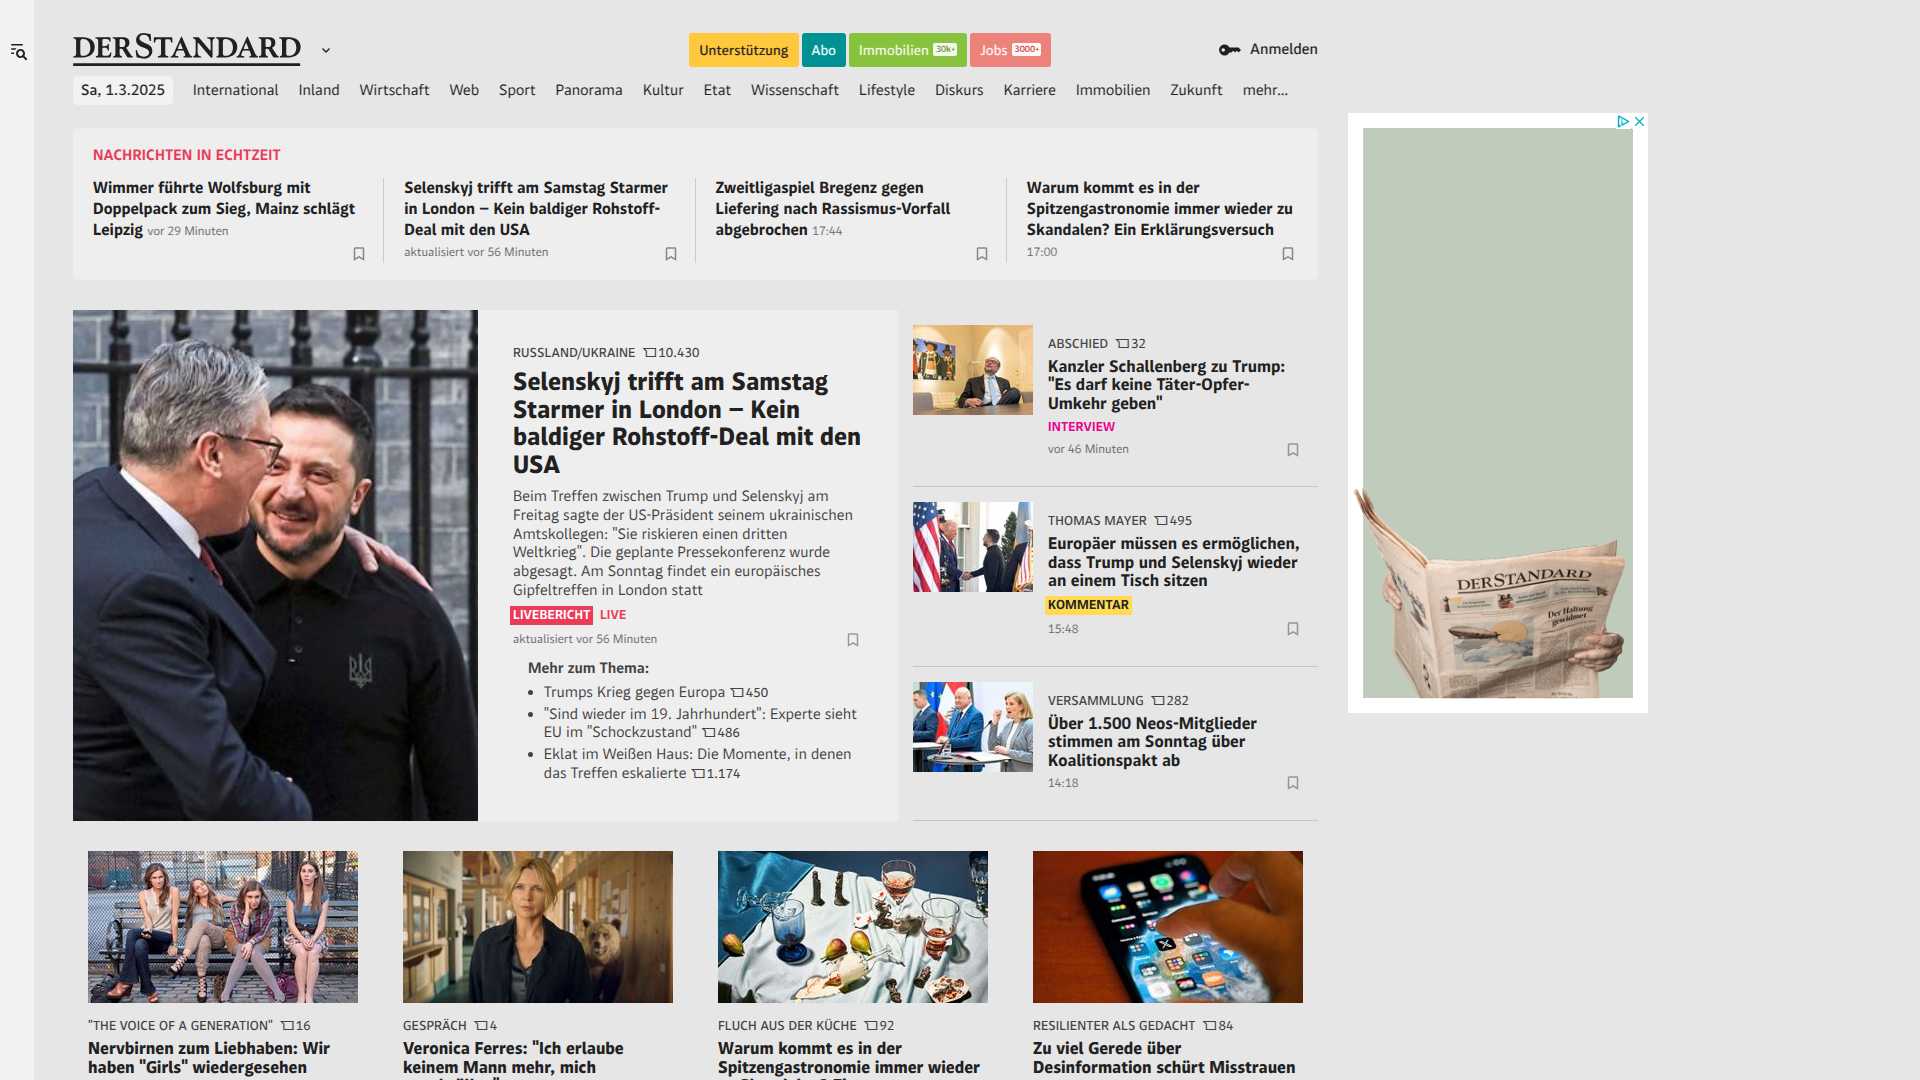 DERSTANDARD
Unterstützung
Abo
Immobilien 30k+
Jobs 3000+
Anmelden
Sa, 1.3.2025
International
Inland
Wirtschaft
Web
Sport
Panorama
Kultur
Etat
Wissenschaft
Lifestyle
Diskurs
Karriere
Immobilien
Zukunft
mehr...
NACHRICHTEN IN ECHTZEIT
Wimmer führte Wolfsburg mit
Doppelpack zum Sieg, Mainz schlägt
Leipzig vor 29 Minuten
Selenskyj trifft am Samstag Starmer
in London – Kein baldiger Rohstoff-
Deal mit den USA
aktualisiert vor 56 Minuten
Zweitligaspiel Bregenz gegen
Liefering nach Rassismus-Vorfall
abgebrochen 17:44
Warum kommt es in der
Spitzengastronomie immer wieder zu
Skandalen? Ein Erklärungsversuch
17:00
RUSSLAND/UKRAINE 10.430
Selenskyj trifft am Samstag
Starmer in London – Kein
baldiger Rohstoff-Deal mit den
USA
Beim Treffen zwischen Trump und Selenskyj am
Freitag sagte der US-Präsident seinem ukrainischen
Amtskollegen: "Sie riskieren einen dritten
Weltkrieg". Die geplante Pressekonferenz wurde
abgesagt. Am Sonntag findet ein europäisches
Gipfeltreffen in London statt
LIVEBERICHT LIVE
aktualisiert vor 56 Minuten
Mehr zum Thema:
• Trumps Krieg gegen Europa 450
• "Sind wieder im 19. Jahrhundert": Experte sieht
EU im "Schockzustand" 486
• Eklat im Weißen Haus: Die Momente, in denen
das Treffen eskalierte 1.174
ABSCHIED 32
Kanzler Schallenberg zu Trump:
"Es darf keine Täter-Opfer-
Umkehr geben"
INTERVIEW
vor 46 Minuten
THOMAS MAYER 495
Europäer müssen es ermöglichen,
dass Trump und Selenskyj wieder
an einem Tisch sitzen
KOMMENTAR
15:48
VERSAMMLUNG 282
Über 1.500 Neos-Mitglieder
stimmen am Sonntag über
Koalitionspakt ab
14:18
DERSTANDARD
Der Haltung
gewidmet
"THE VOICE OF A GENERATION" 16
Nervbirnen zum Liebhaben: Wir
haben "Girls" wiedergesehen
GESPRÄCH 4
Veronica Ferres: "Ich erlaube
keinem Mann mehr, mich
FLUCH AUS DER KÜCHE 92
Warum kommt es in der
Spitzengastronomie immer wieder
RESILIENTER ALS GEDACHT 84
Zu viel Gerede über
Desinformation schürt Misstrauen